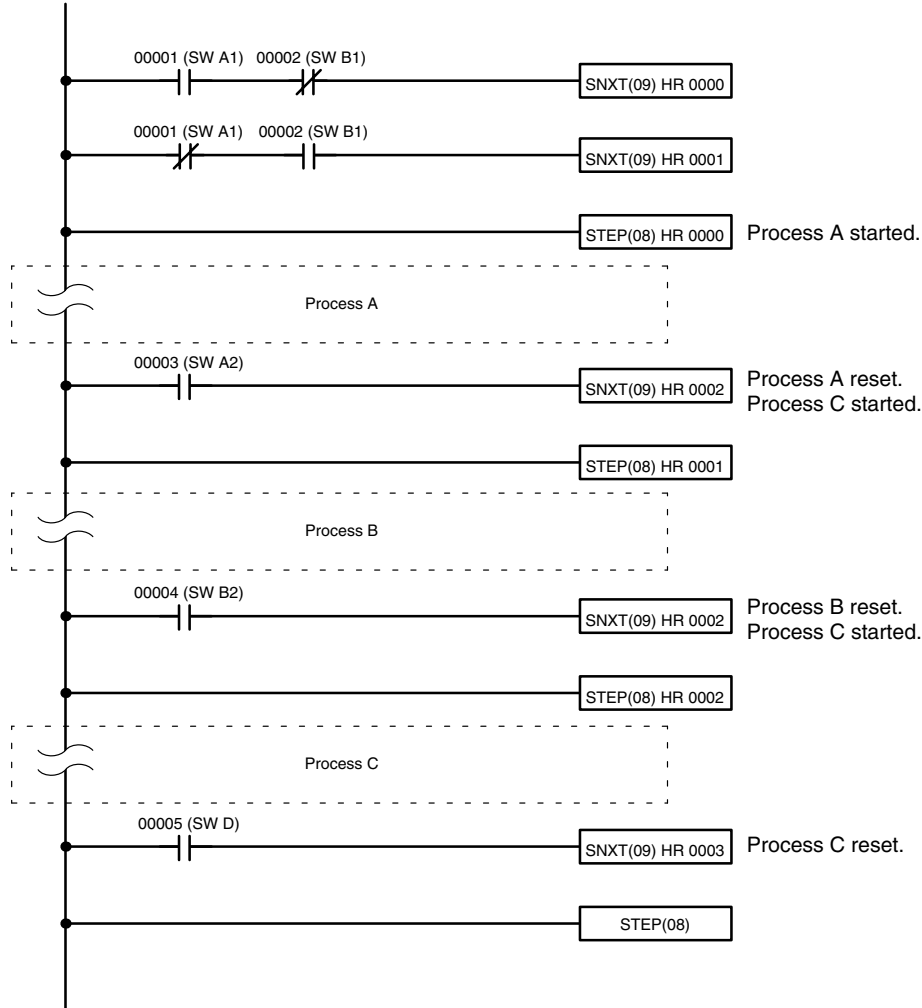 00001 (SW A1) 00002 (SW B1)
SNXT(09) HR 0000
00001 (SW A1) 00002 (SW B1)
SNXT(09) HR 0001
STEP(08) HR 0000 Process A started.
Process A
00003 (SW A2)
SNXT(09) HR 0002
Process A reset.
Process C started.
STEP(08) HR 0001
Process B
00004 (SW B2)
SNXT(09) HR 0002
Process B reset.
Process C started.
STEP(08) HR 0002
Process C
00005 (SW D)
SNXT(09) HR 0003 Process C reset.
STEP(08)